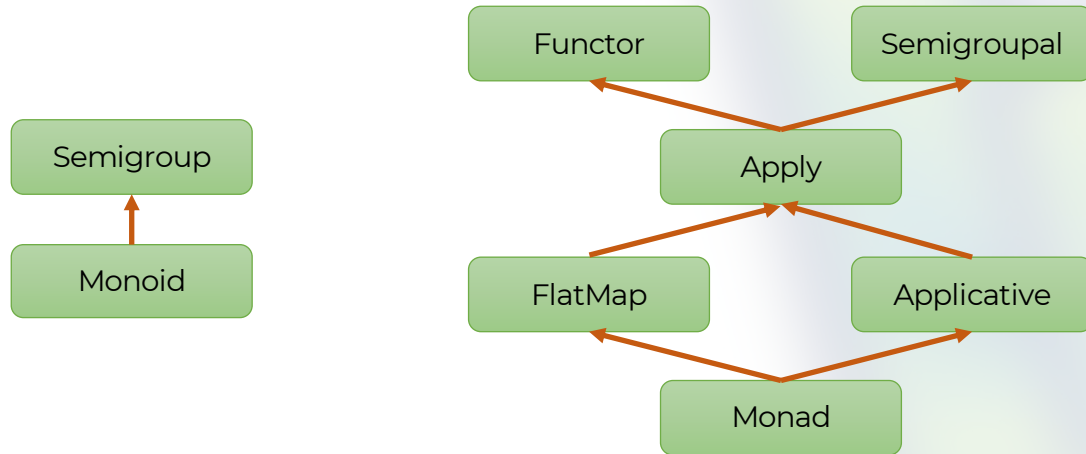 Functor
Semigroupal
Semigroup
Apply
Monoid
FlatMap
Applicative
Monad